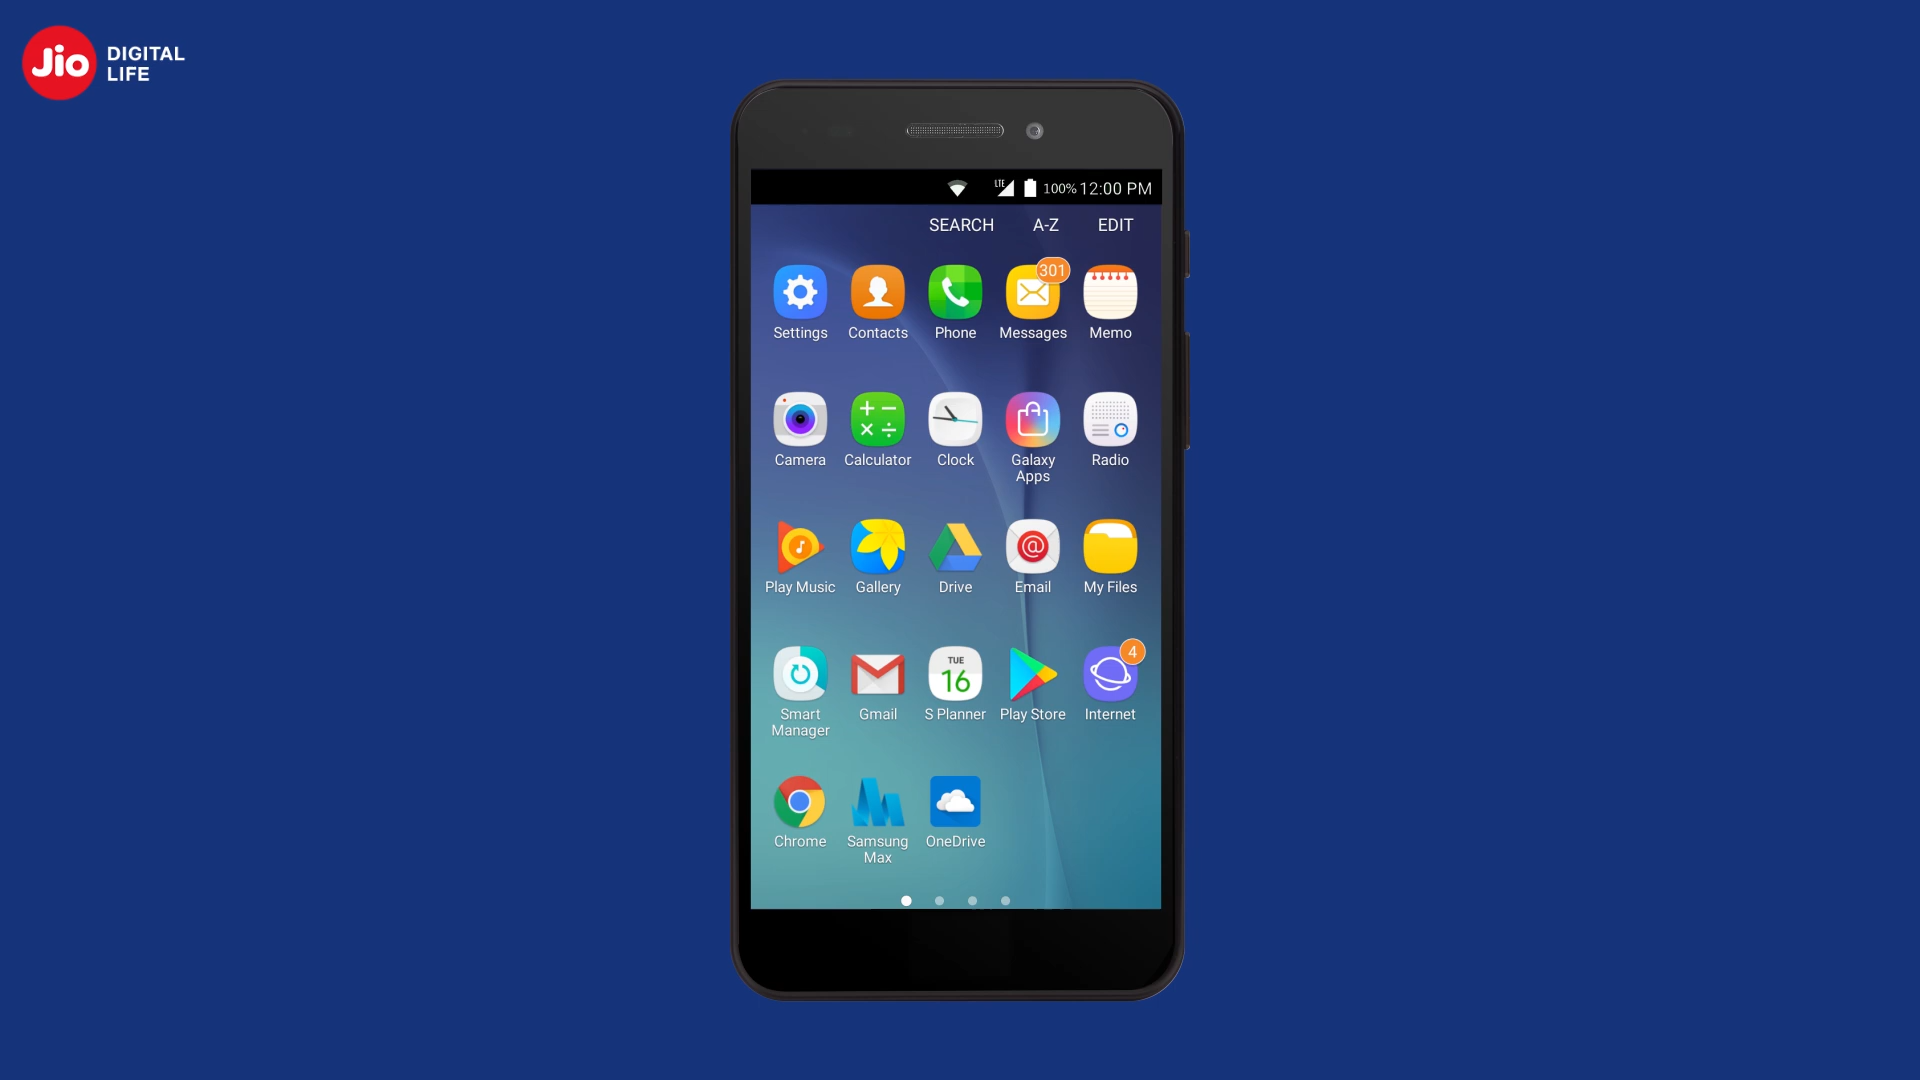 Jio DIGITAL
LIFE
LTE 100% 12:00 PM
SEARCH A-Z EDIT
301
Settings Contacts Phone Messages Memo
Camera Calculator Clock Galaxy Apps Radio
@
Play Music Gallery Drive Email My Files
TUE
16
4
Smart Manager Gmail S Planner Play Store Internet
Chrome Samsung Max OneDrive